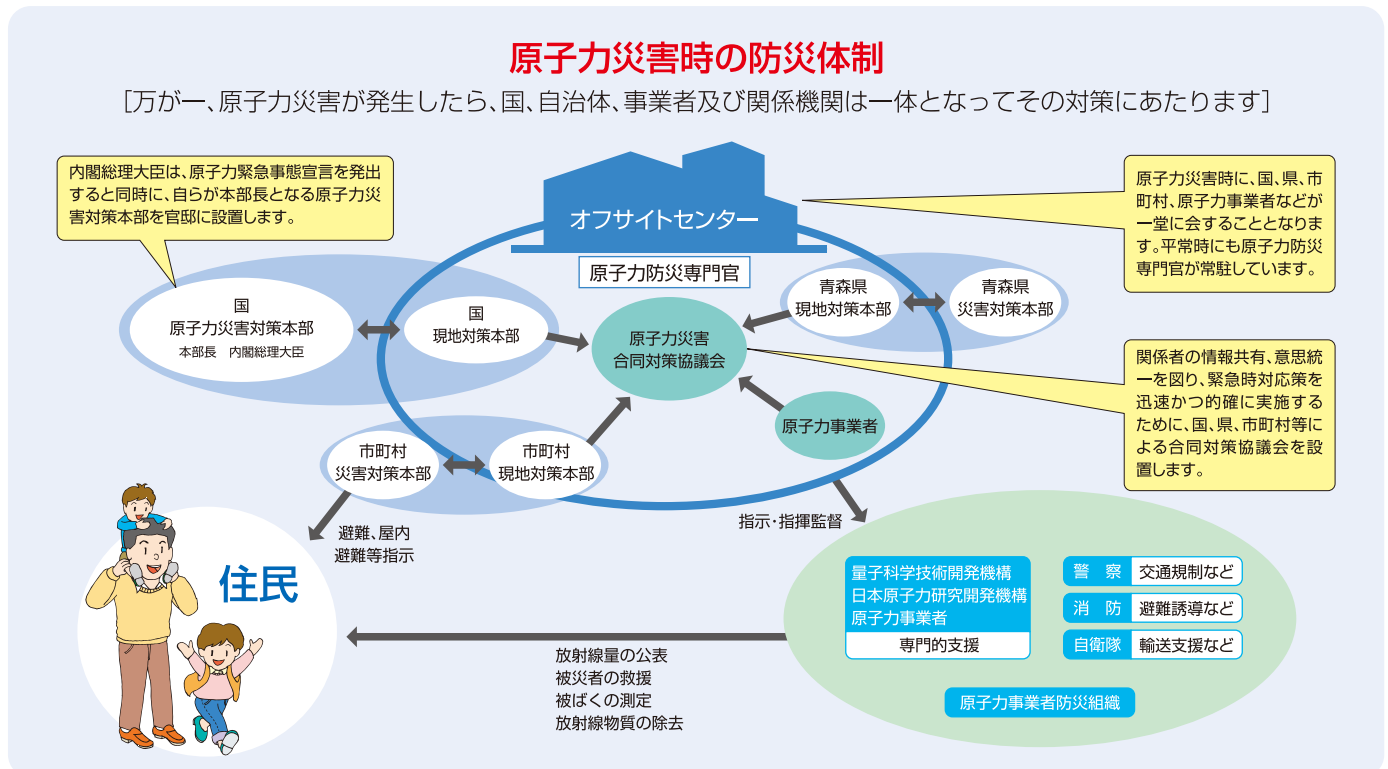 原子力災害時の防災体制
[万が一、原子力災害が発生したら、国、自治体、事業者及び関係機関は一体となってその対策にあたります]
内閣総理大臣は、原子力緊急事態宣言を発出
すると同時に、自らが本部長となる原子力災
害対策本部を官邸に設置します。
オフサイトセンター
原子力防災専門官
原子力災害時に、国、県、市
町村、原子力事業者などが
一堂に会することとなりま
す。平常時にも原子力防災
専門官が常駐しています。
国
原子力災害対策本部
本部長 内閣総理大臣
国
現地対策本部
原子力災害
合同対策協議会
青森県
現地対策本部
青森県
災害対策本部
関係者の情報共有、意思統
一を図り、緊急時対応策を
迅速かつ的確に実施する
ために、国、県、市町村等に
よる合同対策協議会を設
置します。
原子力事業者
市町村
災害対策本部
市町村
現地対策本部
避難、屋内
避難等指示
指示・指揮監督
住民
量子科学技術開発機構
日本原子力研究開発機構
原子力事業者
専門的支援
警察 交通規制など
消防 避難誘導など
自衛隊 輸送支援など
原子力事業者防災組織
放射線量の公表
被災者の救援
被ばくの測定
放射線物質の除去